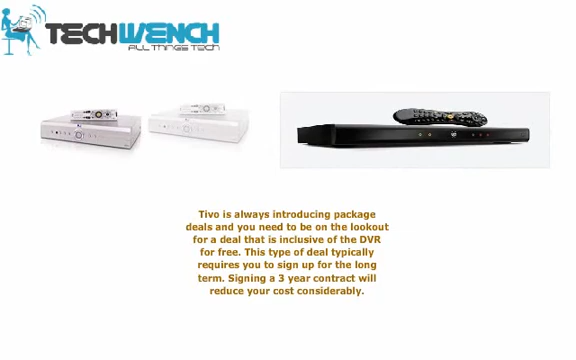 TECHWENCH
ALL THINGS TECH
Tivo is always introducing package
deals and you need to be on the lookout
for a deal that is inclusive of the DVR
for free. This type of deal typically
requires you to sign up for the long
term. Signing a 3 year contract will
reduce your cost considerably.